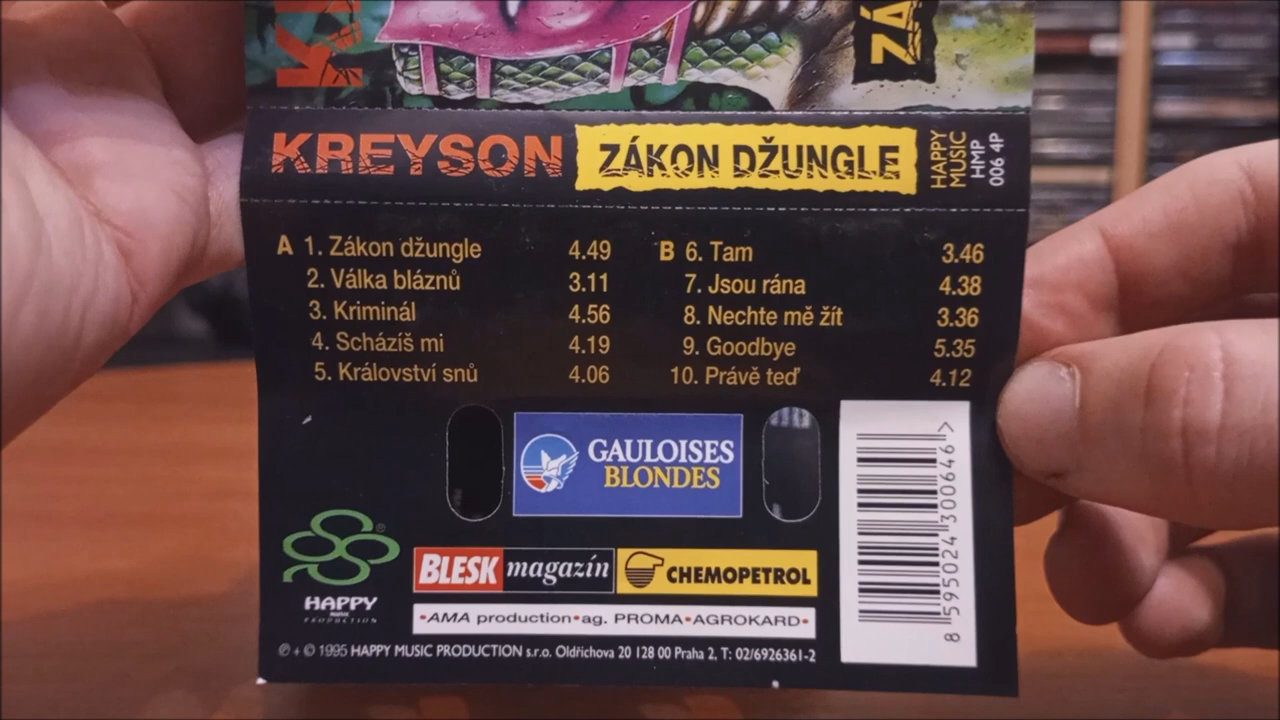 ZÁ
KREYSON ZÁKON DŽUNGLE
HAPPY
MUSIC
HMP
006 4P
A 1. Zákon džungle 4.49
2. Válka bláznů 3.11
3. Kriminál 4.56
4. Scházíš mi 4.19
5. Království snů 4.06
B 6. Tam 3.46
7. Jsou rána 4.38
8. Nechte mě žít 3.36
9. Goodbye 5.35
10. Právě teď 4.12
GAULOISES
BLONDES
HAPPY
MUSIC
PRODUCTION
BLESK magazín
CHEMOPETROL
•AMA production•ag. PROMA•AGROKARD•
℗ + © 1995 HAPPY MUSIC PRODUCTION s.r.o. Oldřichova 20 128 00 Praha 2, T: 02/6926361-2
8 595024 300646 >